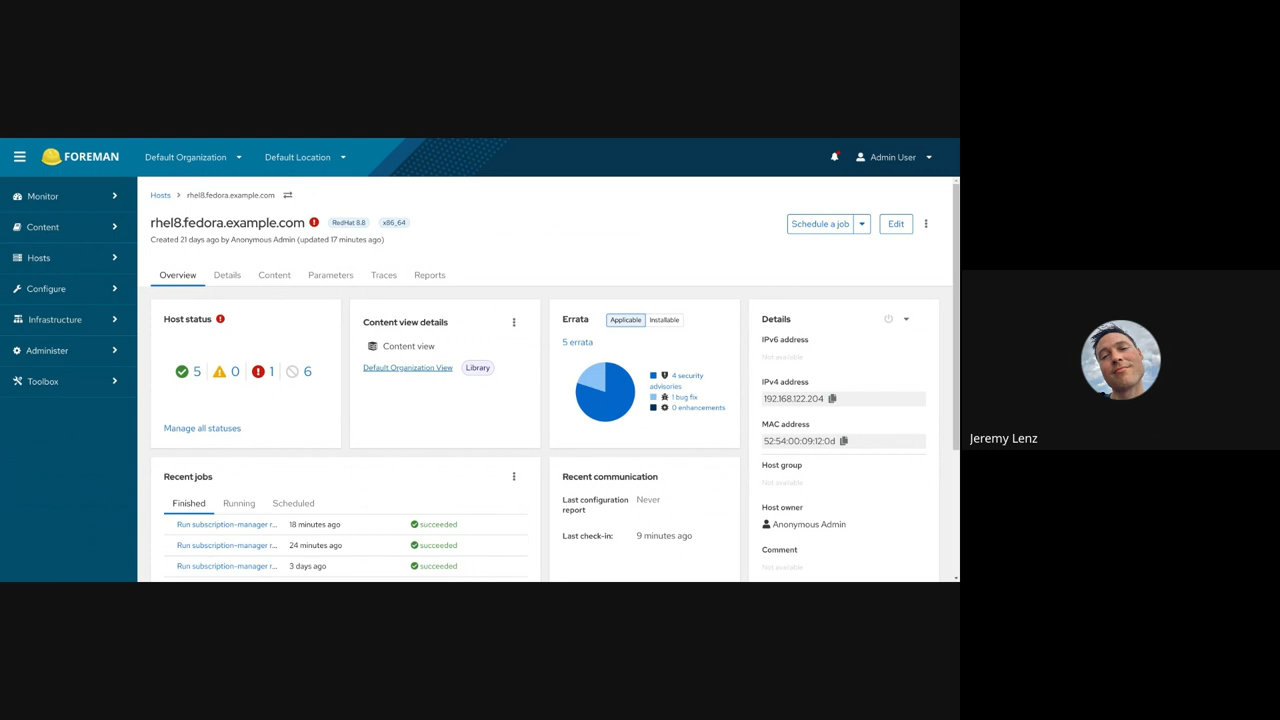 FOREMAN
Default Organization
Default Location
Admin User
Monitor
Content
Hosts
Configure
Infrastructure
Administer
Toolbox
Hosts > rhel8.fedora.example.com
rhel8.fedora.example.com RedHat 8.8 x86_64
Created 21 days ago by Anonymous Admin (updated 17 minutes ago)
Schedule a job Edit
Overview Details Content Parameters Traces Reports
Host status
5 0 1 6
Manage all statuses
Content view details
Content view
Default Organization View Library
Errata Applicable Installable
5 errata
4 security
advisories
1 bug fix
0 enhancements
Details
IPv6 address
Not available
IPv4 address
192.168.122.204
MAC address
52:54:00:09:12:0d
Host group
Not available
Host owner
Anonymous Admin
Comment
Not available
Recent jobs
Finished Running Scheduled
Run subscription-manager r... 18 minutes ago succeeded
Run subscription-manager r... 24 minutes ago succeeded
Run subscription-manager r... 3 days ago succeeded
Recent communication
Last configuration
report
Never
Last check-in: 9 minutes ago
Jeremy Lenz